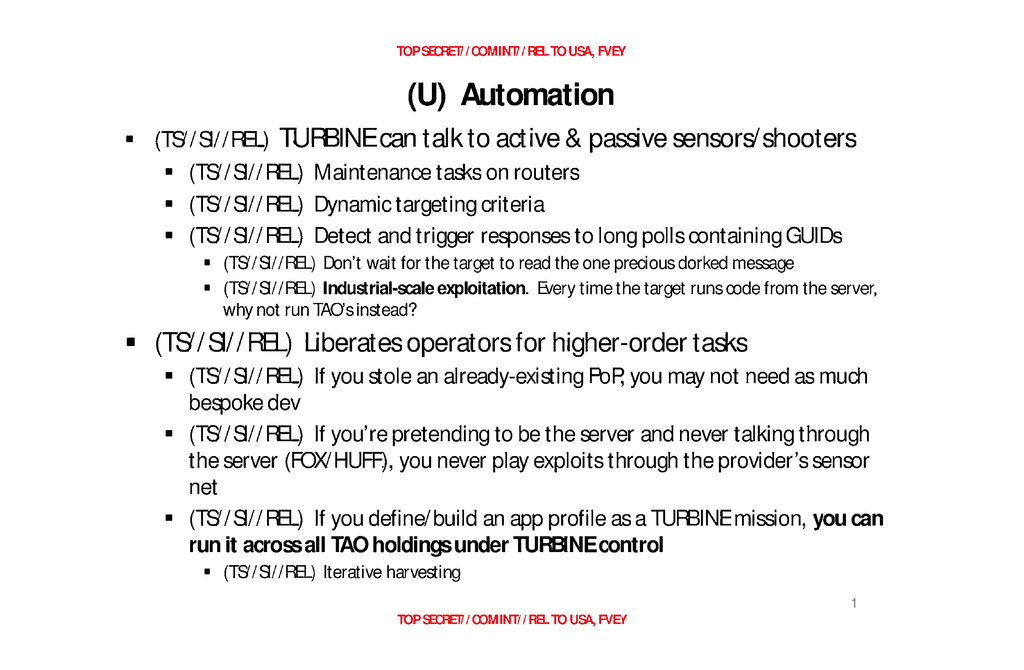 TOP SECRET//COMINT//REL TO USA, FVEY
(U) Automation
▪ (TS//SI//REL) TURBINE can talk to active & passive sensors/shooters
▪ (TS//SI//REL) Maintenance tasks on routers
▪ (TS//SI//REL) Dynamic targeting criteria
▪ (TS//SI//REL) Detect and trigger responses to long polls containing GUIDs
▪ (TS//SI//REL) Don't wait for the target to read the one precious dorked message
▪ (TS//SI//REL) Industrial-scale exploitation. Every time the target runs code from the server,
why not run TAO's instead?
▪ (TS//SI//REL) Liberates operators for higher-order tasks
▪ (TS//SI//REL) If you stole an already-existing PoP, you may not need as much
bespoke dev
▪ (TS//SI//REL) If you're pretending to be the server and never talking through
the server (FOX/HUFF), you never play exploits through the provider's sensor
net
▪ (TS//SI//REL) If you define/build an app profile as a TURBINE mission, you can
run it across all TAO holdings under TURBINE control
▪ (TS//SI//REL) Iterative harvesting
1
TOP SECRET//COMINT//REL TO USA, FVEY